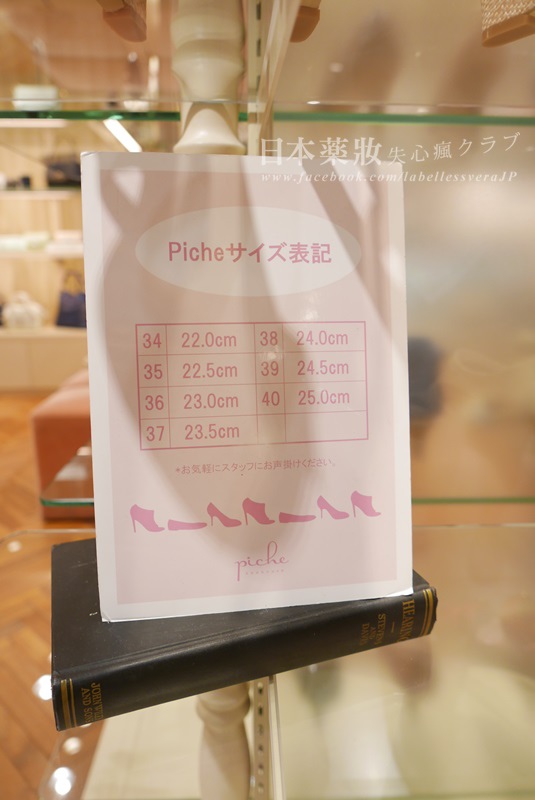 日本薬妝 失心瘋クラブ
www.facebook.com/labellessveraJP
Picheサイズ表記
34 22.0cm 38 24.0cm
35 22.5cm 39 24.5cm
36 23.0cm 40 25.0cm
37 23.5cm
*お気軽にスタッフにお声掛けください。
piche